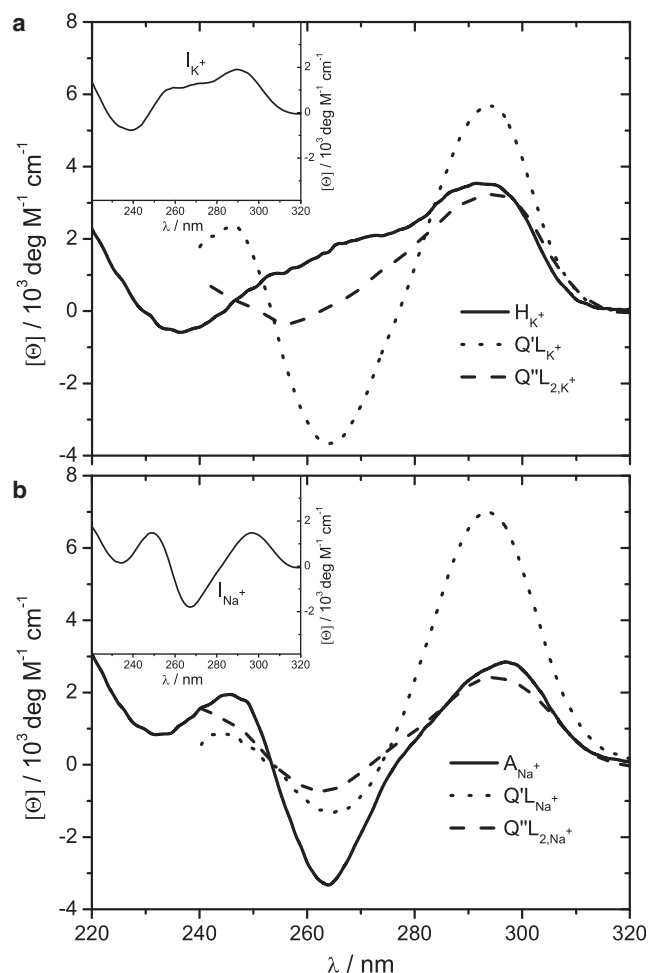 a
8
6
4
2
0
-2
-4
[Θ] / 10³ deg M⁻¹ cm⁻¹
I_K⁺
2
0
-2
[Θ] / 10³ deg M⁻¹ cm⁻¹
240 260 280 300 320
λ / nm
H_K⁺
Q'L_K⁺
Q"L_2,K⁺
b
6
4
2
0
-2
-4
[Θ] / 10³ deg M⁻¹ cm⁻¹
I_Na⁺
2
0
-2
[Θ] / 10³ deg M⁻¹ cm⁻¹
240 260 280 300 320
λ / nm
A_Na⁺
Q'L_Na⁺
Q"L_2,Na⁺
220 240 260 280 300 320
λ / nm